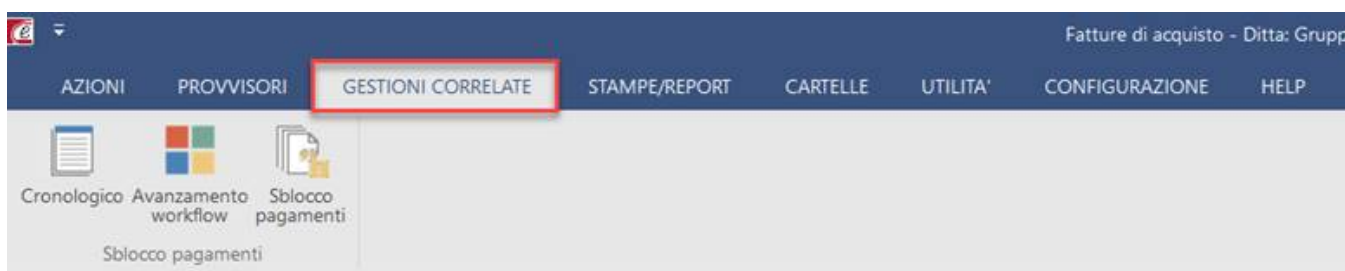 Fatture di acquisto - Ditta: Grupp
AZIONI PROVVISORI GESTIONI CORRELATE STAMPE/REPORT CARTELLE UTILITA' CONFIGURAZIONE HELP
Cronologico Avanzamento workflow Sblocco pagamenti
Sblocco pagamenti